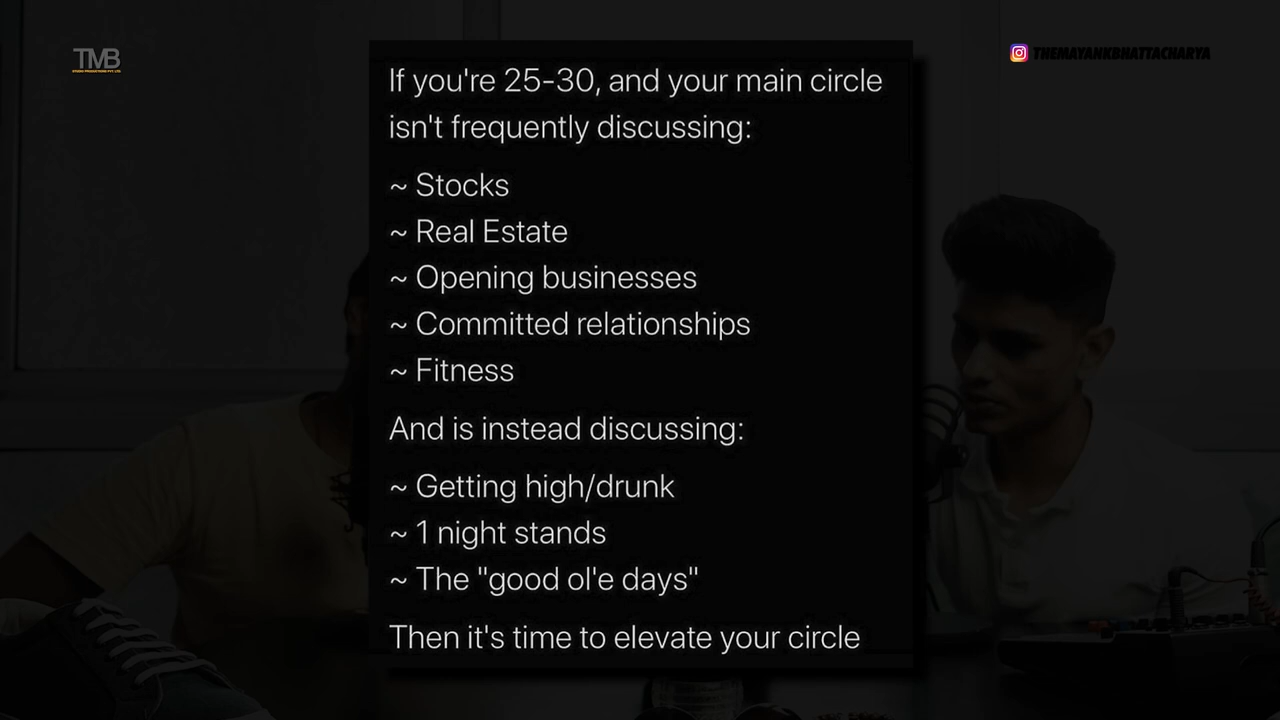 TMB
THEMAYANKBHATTACHARYA
If you're 25-30, and your main circle
isn't frequently discussing:
~ Stocks
~ Real Estate
~ Opening businesses
~ Committed relationships
~ Fitness
And is instead discussing:
~ Getting high/drunk
~ 1 night stands
~ The "good ol'e days"
Then it's time to elevate your circle